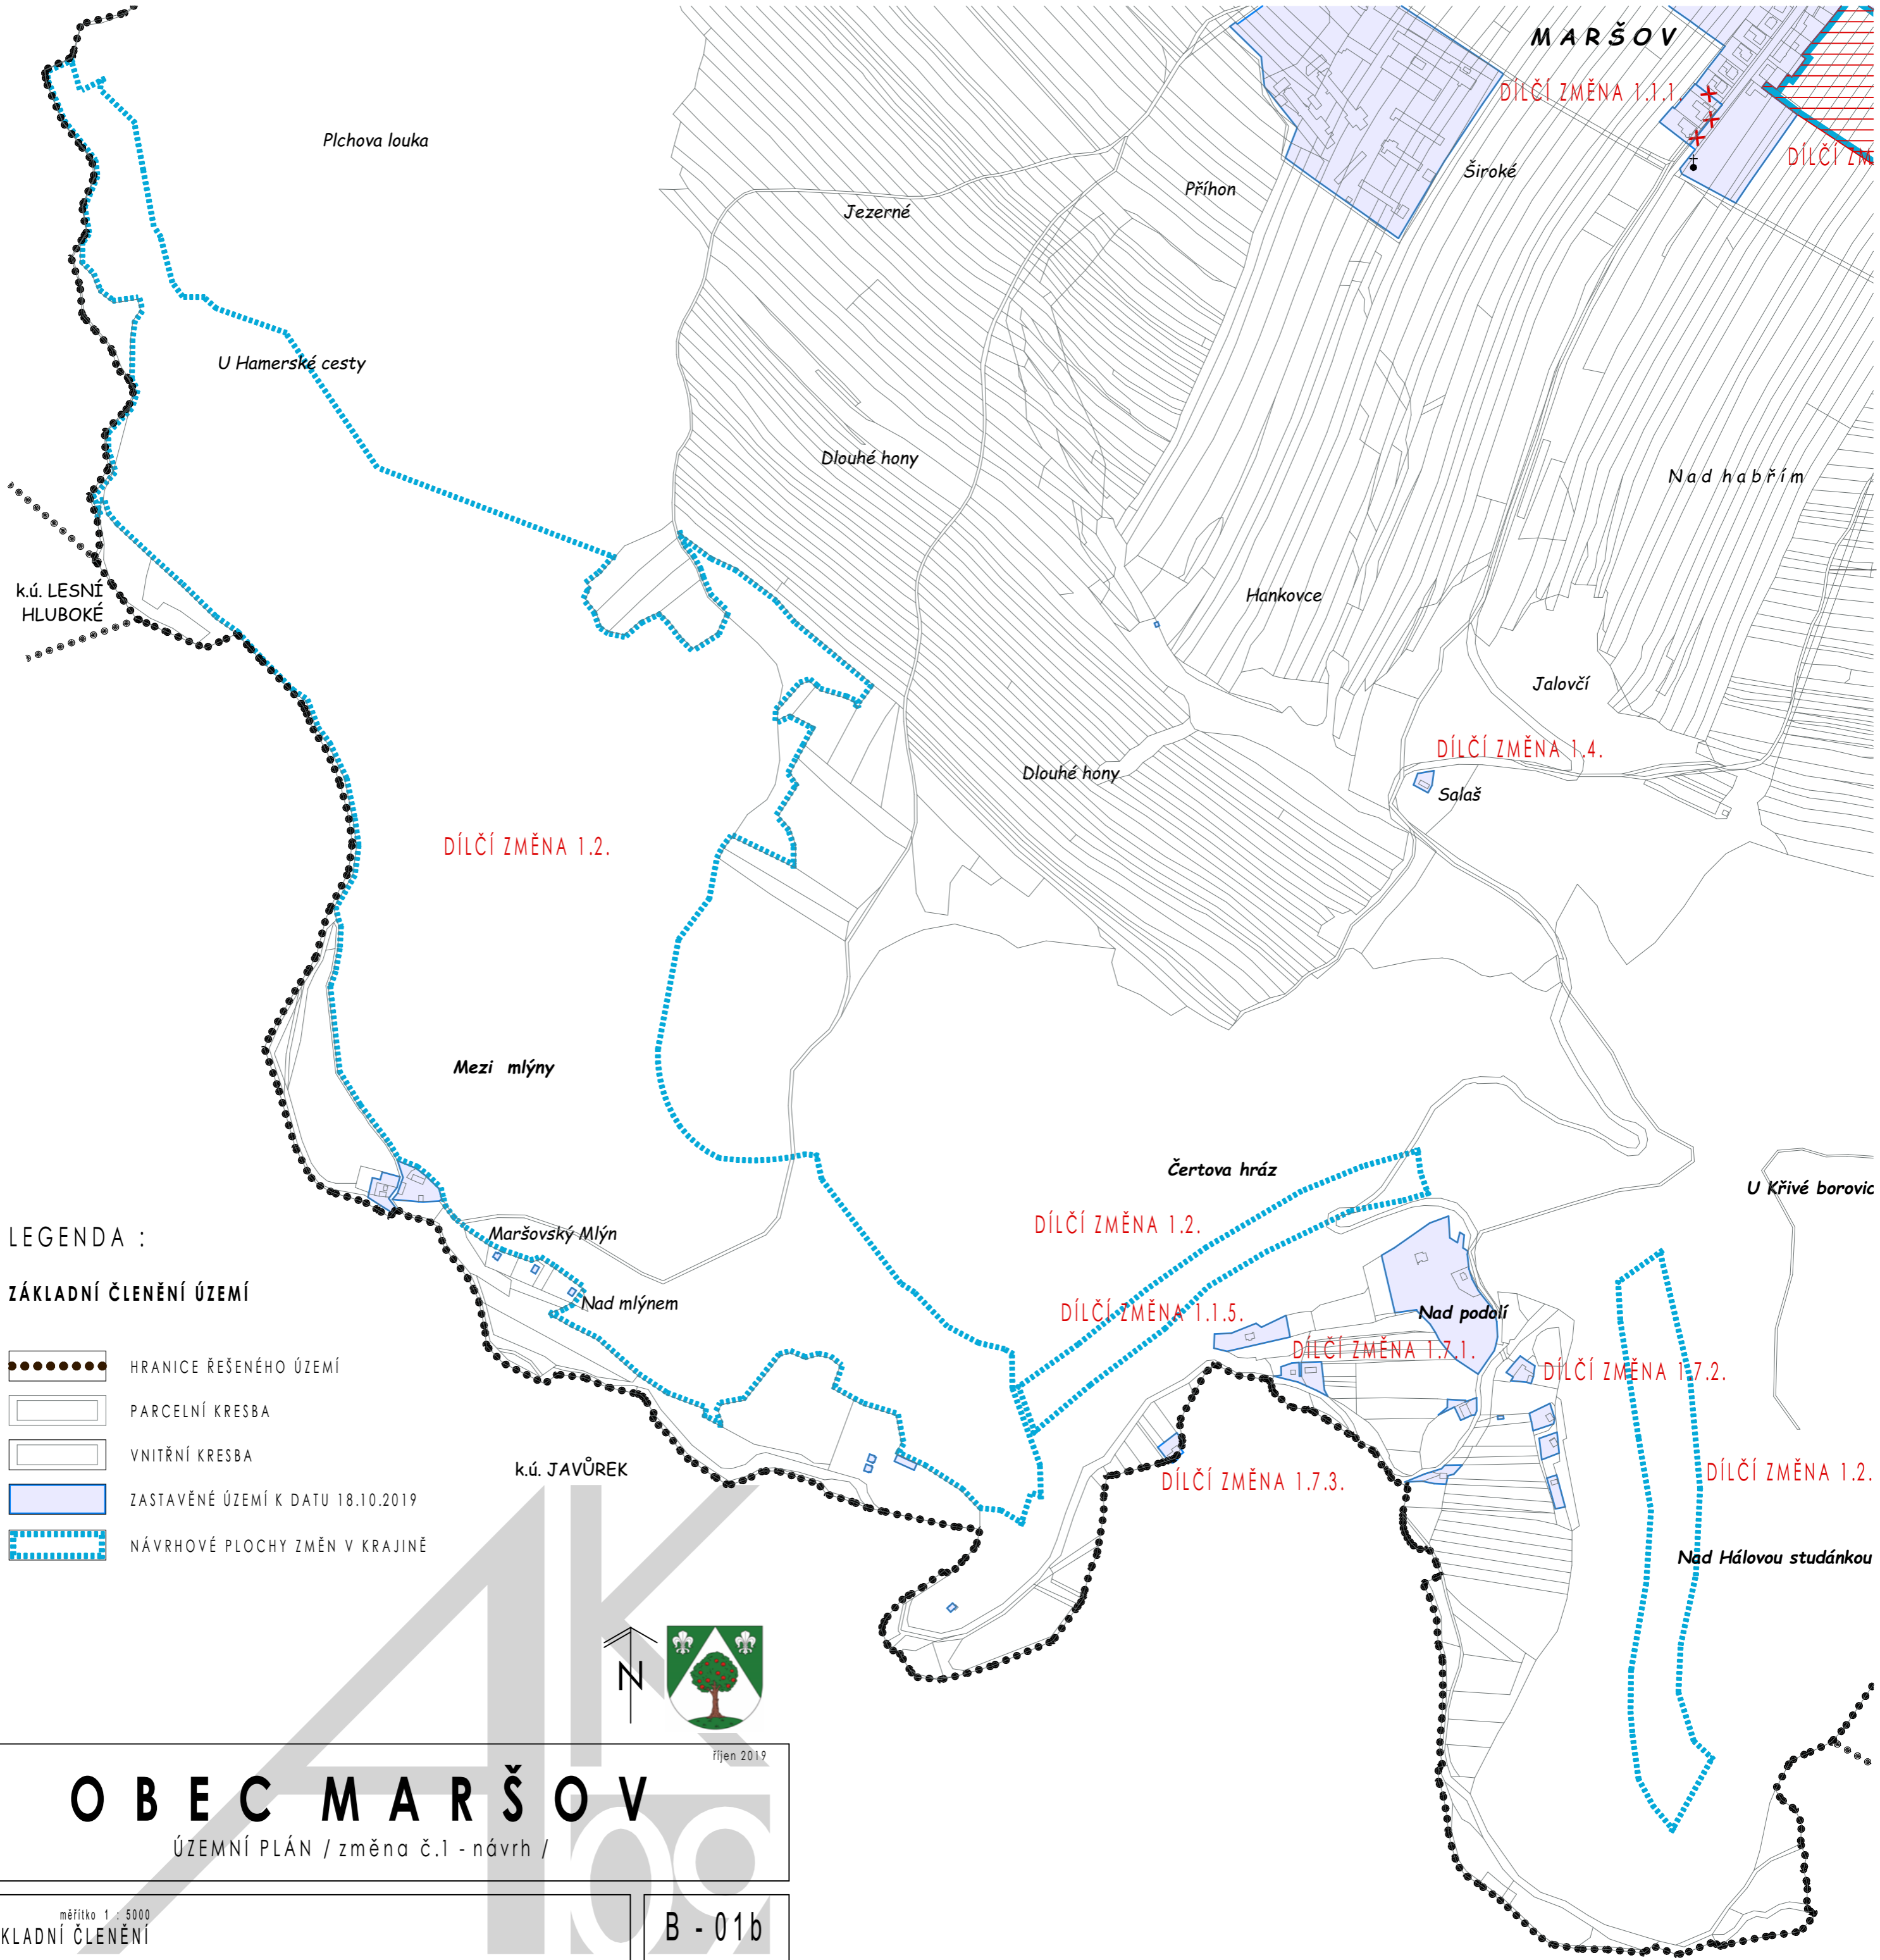 MARŠOV
DÍLČÍ ZMĚNA 1.1.1.
DÍLČÍ ZM
Plchova louka
Široké
Příhon
Jezerné
U Hamerské cesty
Dlouhé hony
Nad habřím
k.ú. LESNÍ
HLUBOKÉ
Hankovce
Jalovčí
DÍLČÍ ZMĚNA 1.4.
Dlouhé hony
Salaš
DÍLČÍ ZMĚNA 1.2.
Mezi mlýny
Čertova hráz
U Křivé borovic
DÍLČÍ ZMĚNA 1.2.
Maršovský Mlýn
Nad mlýnem
DÍLČÍ ZMĚNA 1.1.5.
Nad podolí
DÍLČÍ ZMĚNA 1.7.1.
DÍLČÍ ZMĚNA 1.7.2.
k.ú. JAVŮREK
DÍLČÍ ZMĚNA 1.7.3.
DÍLČÍ ZMĚNA 1.2.
Nad Hálovou studánkou
LEGENDA :
ZÁKLADNÍ ČLENĚNÍ ÚZEMÍ
HRANICE ŘEŠENÉHO ÚZEMÍ
PARCELNÍ KRESBA
VNITŘNÍ KRESBA
ZASTAVĚNÉ ÚZEMÍ K DATU 18.10.2019
NÁVRHOVÉ PLOCHY ZMĚN V KRAJINĚ
N
říjen 2019
OBEC MARŠOV
ÚZEMNÍ PLÁN / změna č.1 - návrh /
AK
09
měřítko 1 : 5000
KLADNÍ ČLENĚNÍ
B - 01b